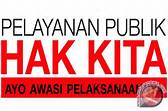 PELAYANAN PUBLIK
HAK KITA
AYO AWASI PELAKSANAAN